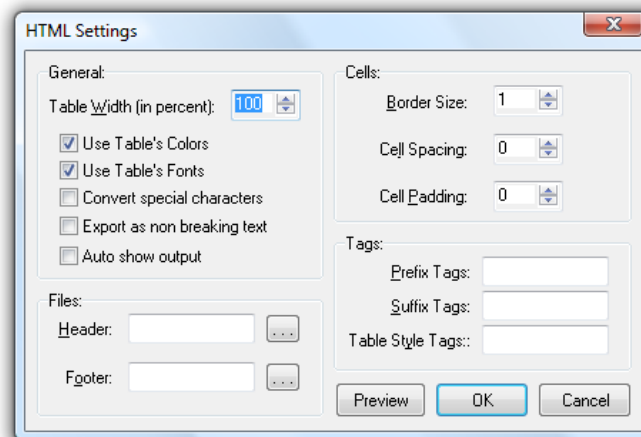 HTML Settings
General:
Table Width (in percent): 100
Use Table's Colors
Use Table's Fonts
Convert special characters
Export as non breaking text
Auto show output
Files:
Header: ...
Footer: ...
Cells:
Border Size: 1
Cell Spacing: 0
Cell Padding: 0
Tags:
Prefix Tags:
Suffix Tags:
Table Style Tags::
Preview OK Cancel